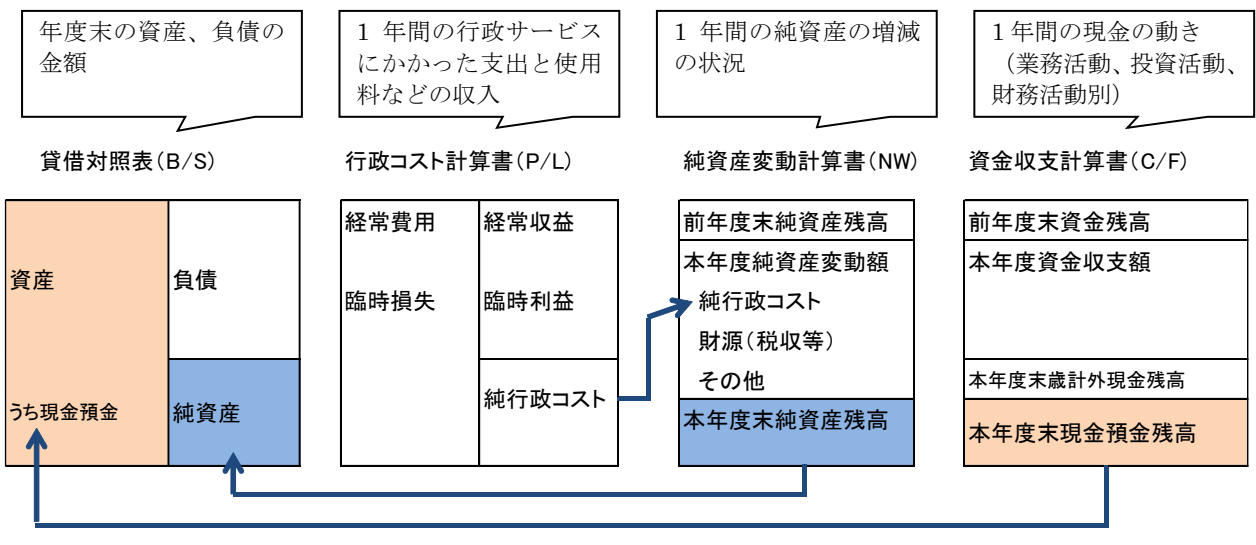 年度末の資産、負債の
金額
1 年間の行政サービス
にかかった支出と使用
料などの収入
1 年間の純資産の増減
の状況
1年間の現金の動き
（業務活動、投資活動、
財務活動別）
貸借対照表（B/S）
行政コスト計算書（P/L）
純資産変動計算書（NW）
資金収支計算書（C/F）
資産
うち現金預金
負債
純資産
経常費用
臨時損失
経常収益
臨時利益
純行政コスト
前年度末純資産残高
本年度純資産変動額
純行政コスト
財源（税収等）
その他
本年度末純資産残高
前年度末資金残高
本年度資金収支額
本年度末歳計外現金残高
本年度末現金預金残高